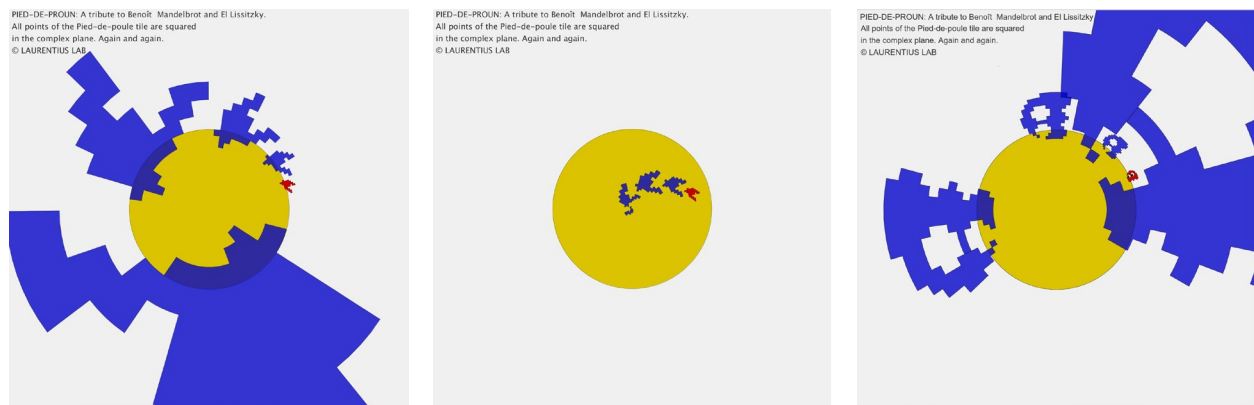 PIED-DE-PROUN: A tribute to Benoît Mandelbrot and El Lissitzky.
All points of the Pied-de-poule tile are squared
in the complex plane. Again and again.
© LAURENTIUS LAB
PIED-DE-PROUN: A tribute to Benoît Mandelbrot and El Lissitzky.
All points of the Pied-de-poule tile are squared
in the complex plane. Again and again.
© LAURENTIUS LAB
PIED-DE-PROUN: A tribute to Benoît Mandelbrot and El Lissitzky
All points of the Pied-de-poule tile are squared
in the complex plane. Again and again.
© LAURENTIUS LAB